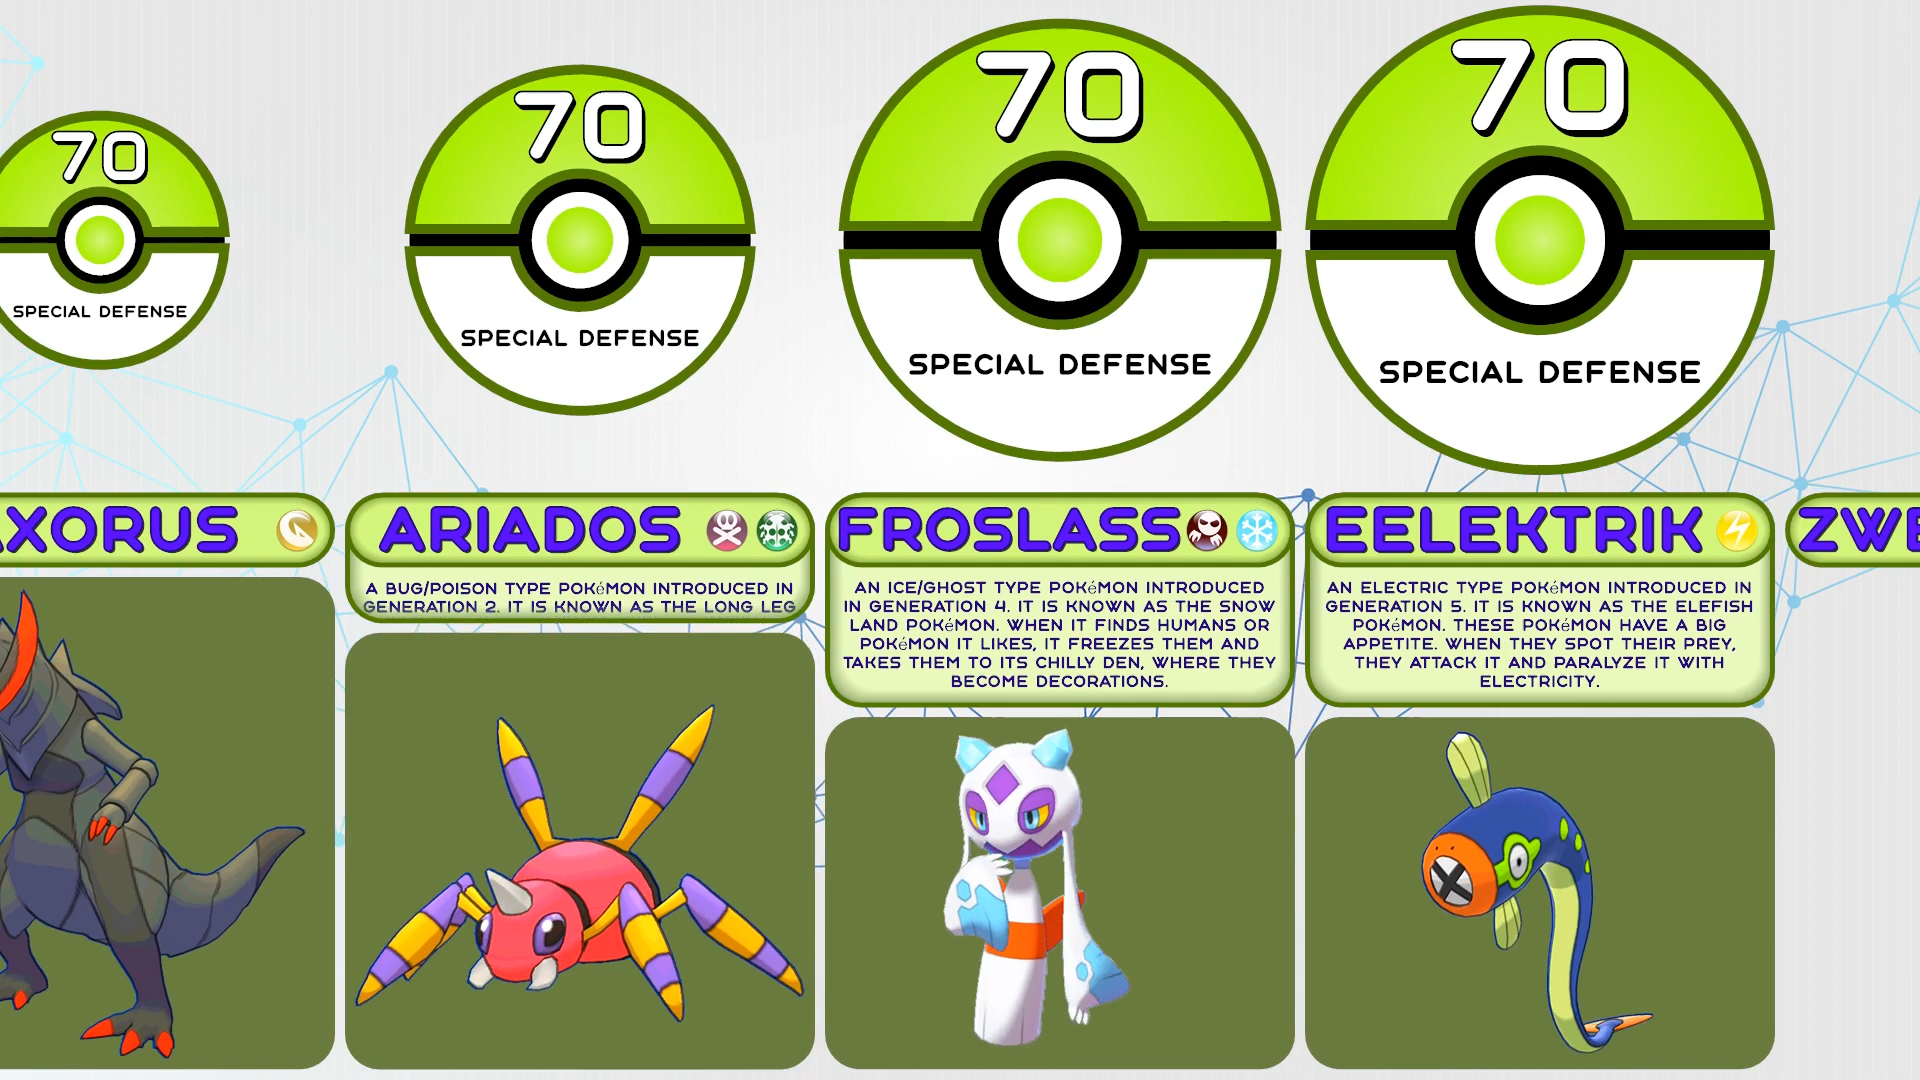 70
SPECIAL DEFENSE
70
SPECIAL DEFENSE
70
SPECIAL DEFENSE
70
SPECIAL DEFENSE
AXORUS
ARIADOS
A BUG/POISON TYPE POKéMON INTRODUCED IN
GENERATION 2. IT IS KNOWN AS THE LONG LEG
FROSLASS
AN ICE/GHOST TYPE POKéMON INTRODUCED
IN GENERATION 4. IT IS KNOWN AS THE SNOW
LAND POKéMON. WHEN IT FINDS HUMANS OR
POKéMON IT LIKES, IT FREEZES THEM AND
TAKES THEM TO ITS CHILLY DEN, WHERE THEY
BECOME DECORATIONS.
EELEKTRIK
AN ELECTRIC TYPE POKéMON INTRODUCED IN
GENERATION 5. IT IS KNOWN AS THE ELEFISH
POKéMON. THESE POKéMON HAVE A BIG
APPETITE. WHEN THEY SPOT THEIR PREY,
THEY ATTACK IT AND PARALYZE IT WITH
ELECTRICITY.
ZWE